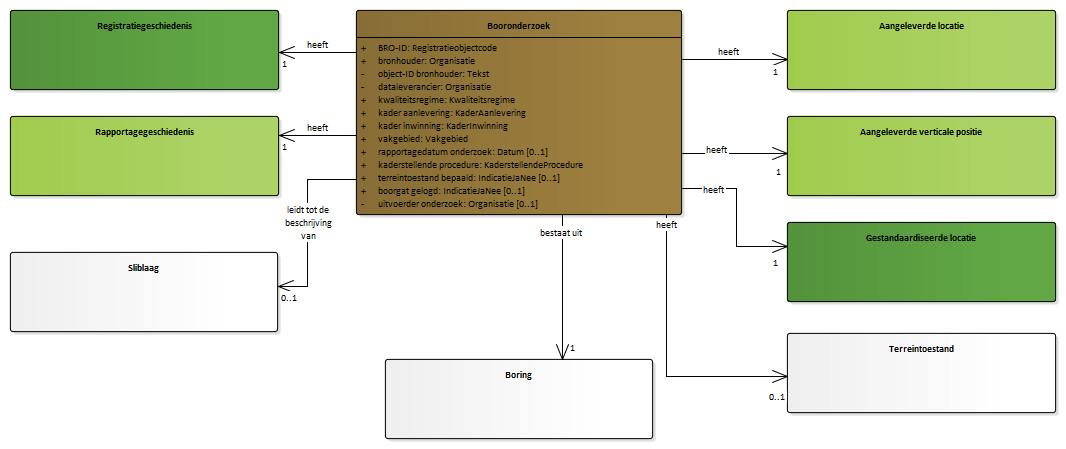 Registratiegeschiedenis
heeft
1
Rapportagegeschiedenis
heeft
1
leidt tot de
beschrijving
van
Sliblaag
0..1
Booronderzoek
+ BRO-ID: Registratieobjectcode
+ bronhouder: Organisatie
- object-ID bronhouder: Tekst
- dataleverancier: Organisatie
+ kwaliteitsregime: Kwaliteitsregime
+ kader aanlevering: KaderAanlevering
+ kader inwinning: KaderInwinning
+ vakgebied: Vakgebied
+ rapportagedatum onderzoek: Datum [0..1]
+ kaderstellende procedure: KaderstellendeProcedure
+ terreintoestand bepaald: IndicatieJaNee [0..1]
+ boorgat gelogd: IndicatieJaNee [0..1]
- uitvoerder onderzoek: Organisatie [0..1]
bestaat uit
1
Boring
heeft
1
Aangeleverde locatie
heeft
1
Aangeleverde verticale positie
heeft
1
Gestandaardiseerde locatie
heeft
0..1
Terreintoestand